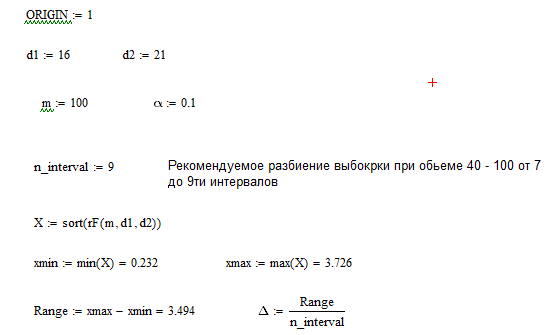 ORIGIN := 1
d1 := 16 d2 := 21
m := 100 α := 0.1
n_interval := 9 Рекомендуемое разбиение выбокрки при обьеме 40 - 100 от 7
до 9ти интервалов
X := sort(rF(m, d1, d2))
xmin := min(X) = 0.232 xmax := max(X) = 3.726
Range := xmax − xmin = 3.494 Δ := Range
n_interval